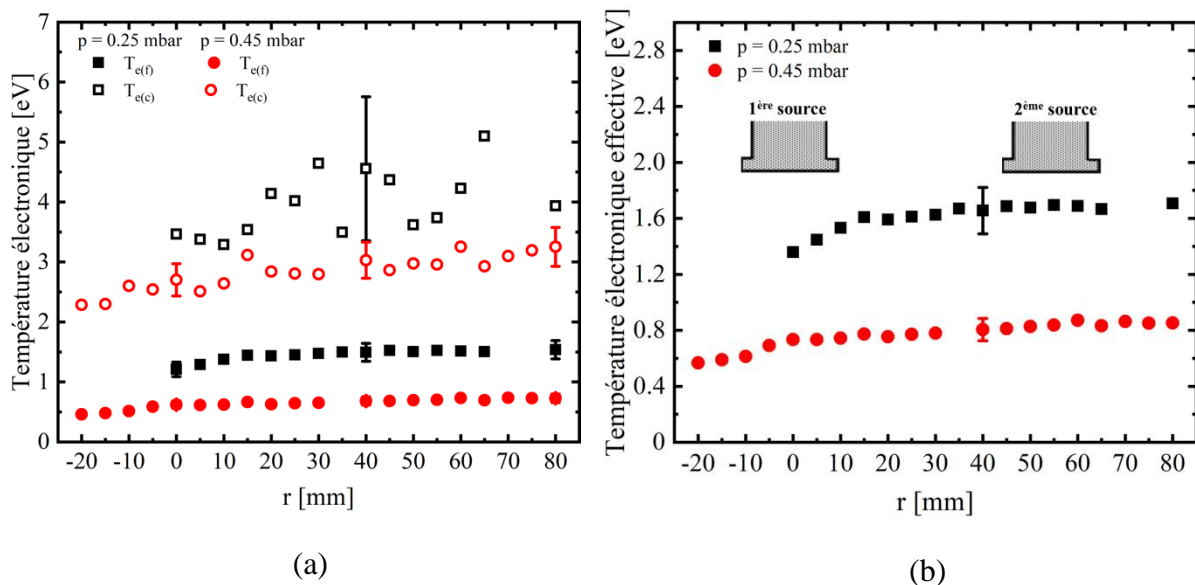 p = 0.25 mbar p = 0.45 mbar
Te(f) Te(f)
Te(c) Te(c)
Température électronique [eV]
7
6
5
4
3
2
1
0
-20 -10 0 10 20 30 40 50 60 70 80
r [mm]
(a)
p = 0.25 mbar
p = 0.45 mbar
1ère source 2ème source
Température électronique effective [eV]
2.8
2.4
2.0
1.6
1.2
0.8
0.4
0.0
-20 -10 0 10 20 30 40 50 60 70 80
r [mm]
(b)